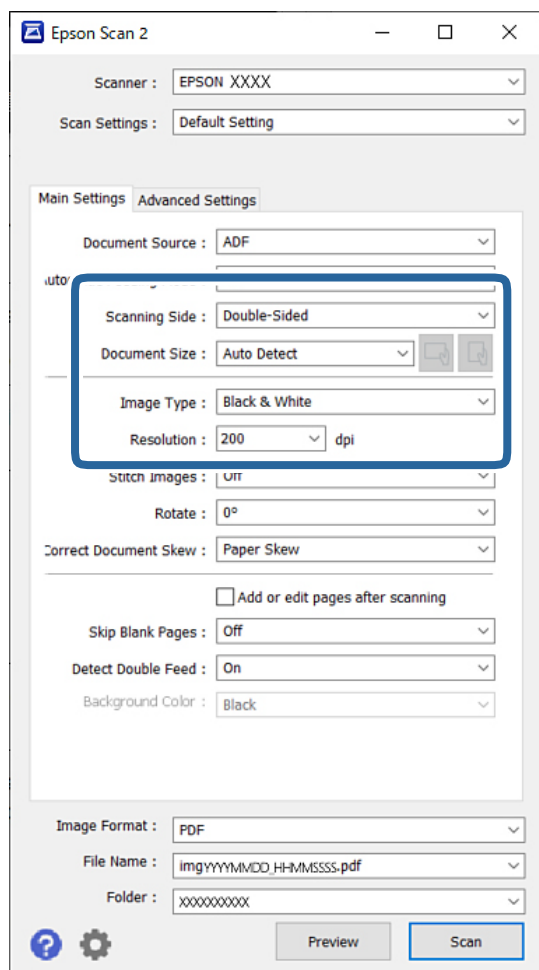 Epson Scan 2
Scanner : EPSON XXXX
Scan Settings : Default Setting
Main Settings Advanced Settings
Document Source : ADF
Scanning Side : Double-Sided
Document Size : Auto Detect
Image Type : Black & White
Resolution : 200 dpi
Stitch Images : Off
Rotate : 0°
Correct Document Skew : Paper Skew
Add or edit pages after scanning
Skip Blank Pages : Off
Detect Double Feed : On
Background Color : Black
Image Format : PDF
File Name : imgYYYYMMDD_HHMMSSSS.pdf
Folder : XXXXXXXXXX
Preview Scan